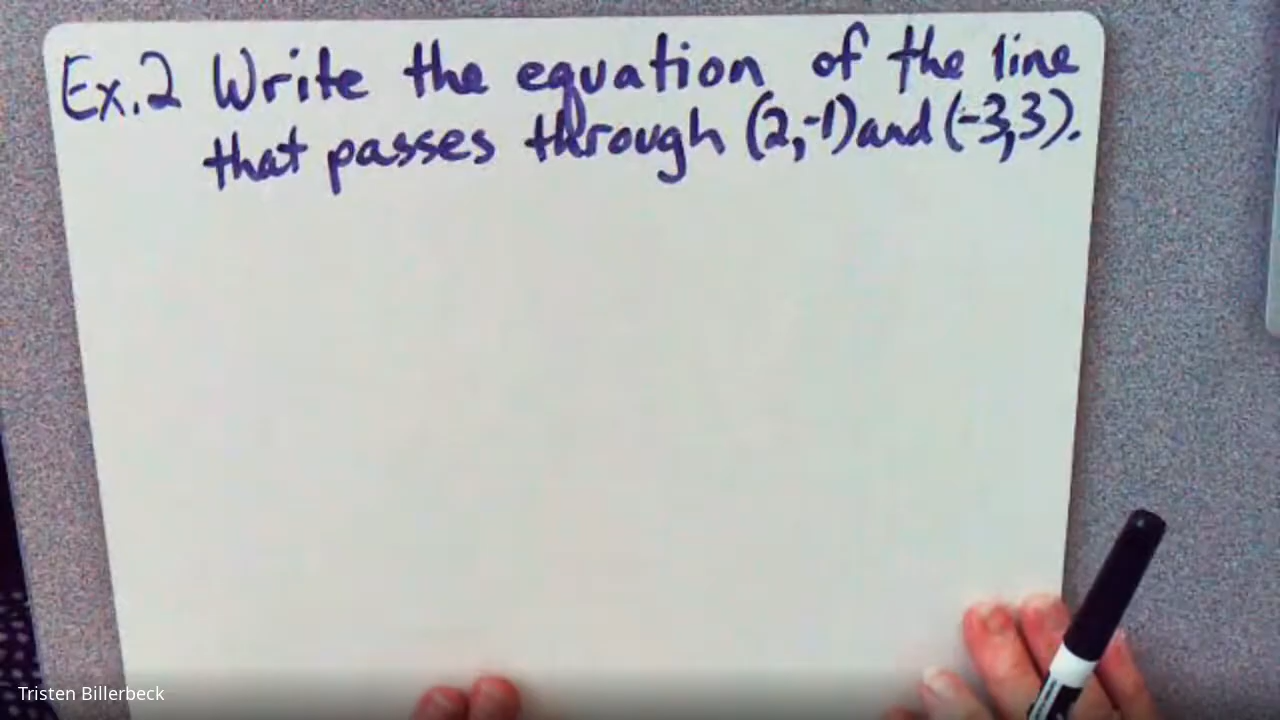 Ex.2 Write the equation of the line
that passes through (2,-1) and (-3,3).
Tristen Billerbeck